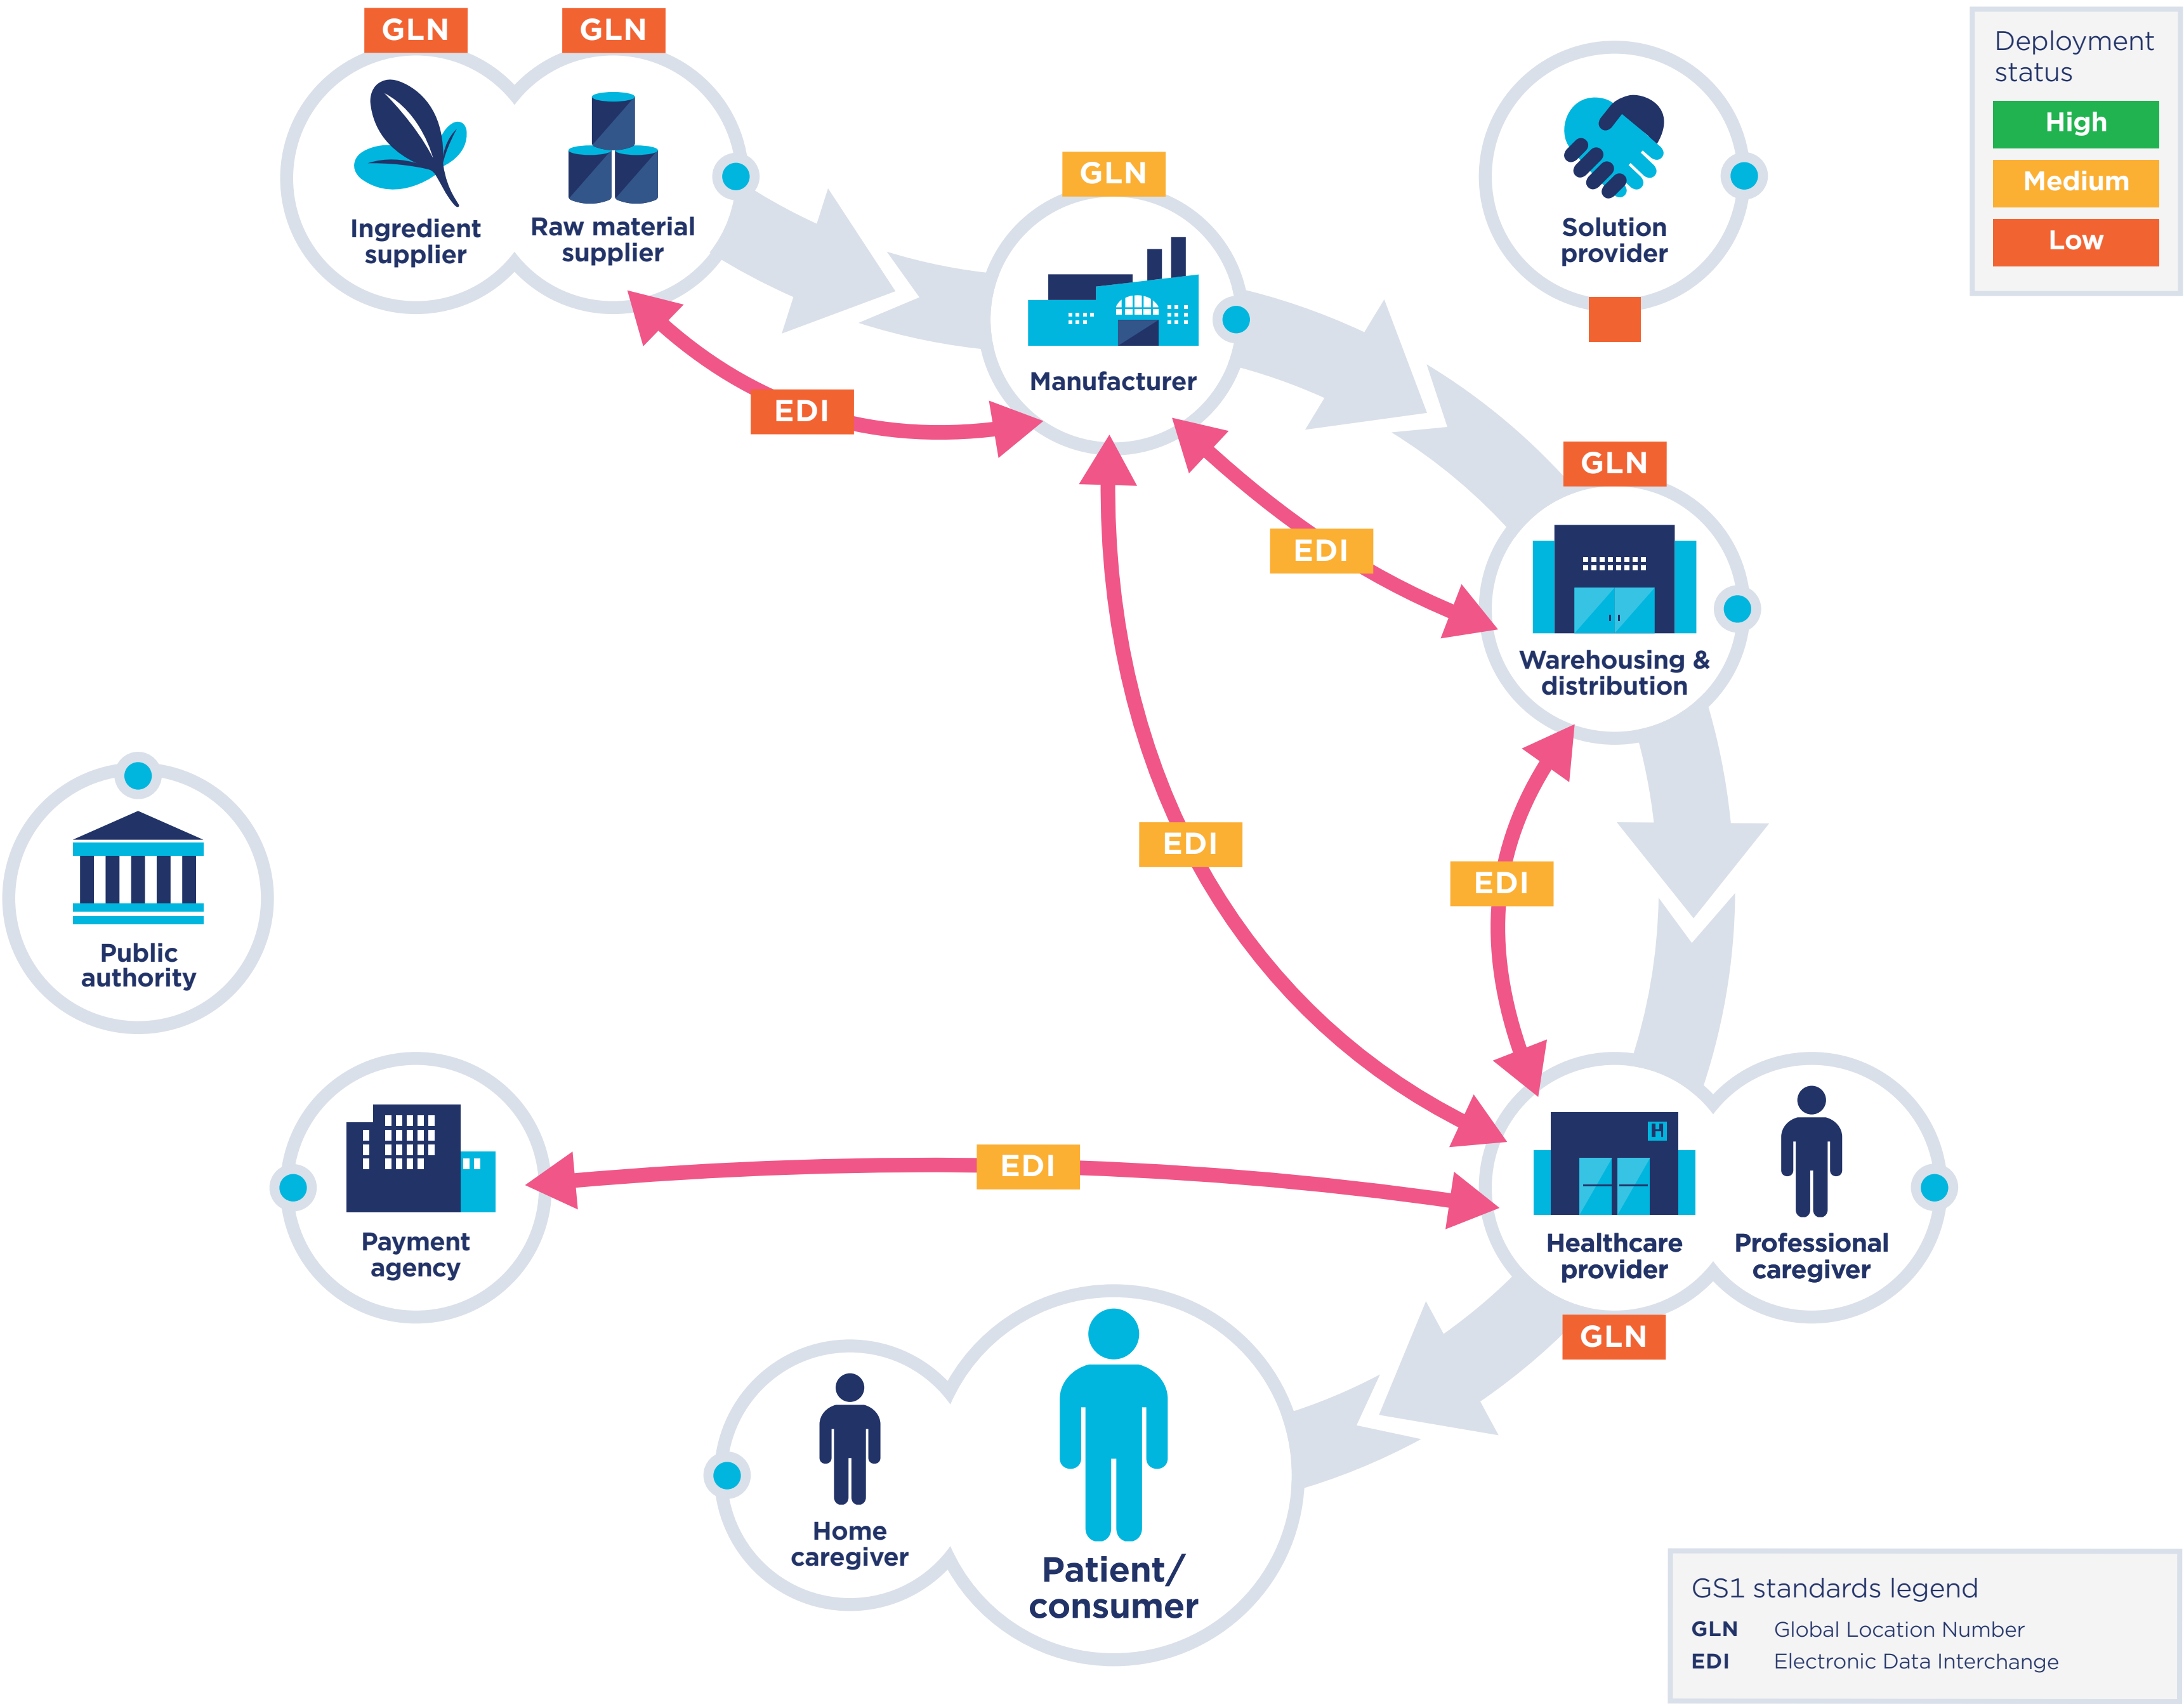 GLN
GLN
Ingredient
supplier
Raw material
supplier
GLN
Manufacturer
Solution
provider
Deployment
status
High
Medium
Low
EDI
GLN
EDI
Warehousing &
distribution
EDI
EDI
Public
authority
Payment
agency
EDI
H
Healthcare
provider
Professional
caregiver
GLN
Home
caregiver
Patient/
consumer
GS1 standards legend
GLN Global Location Number
EDI Electronic Data Interchange